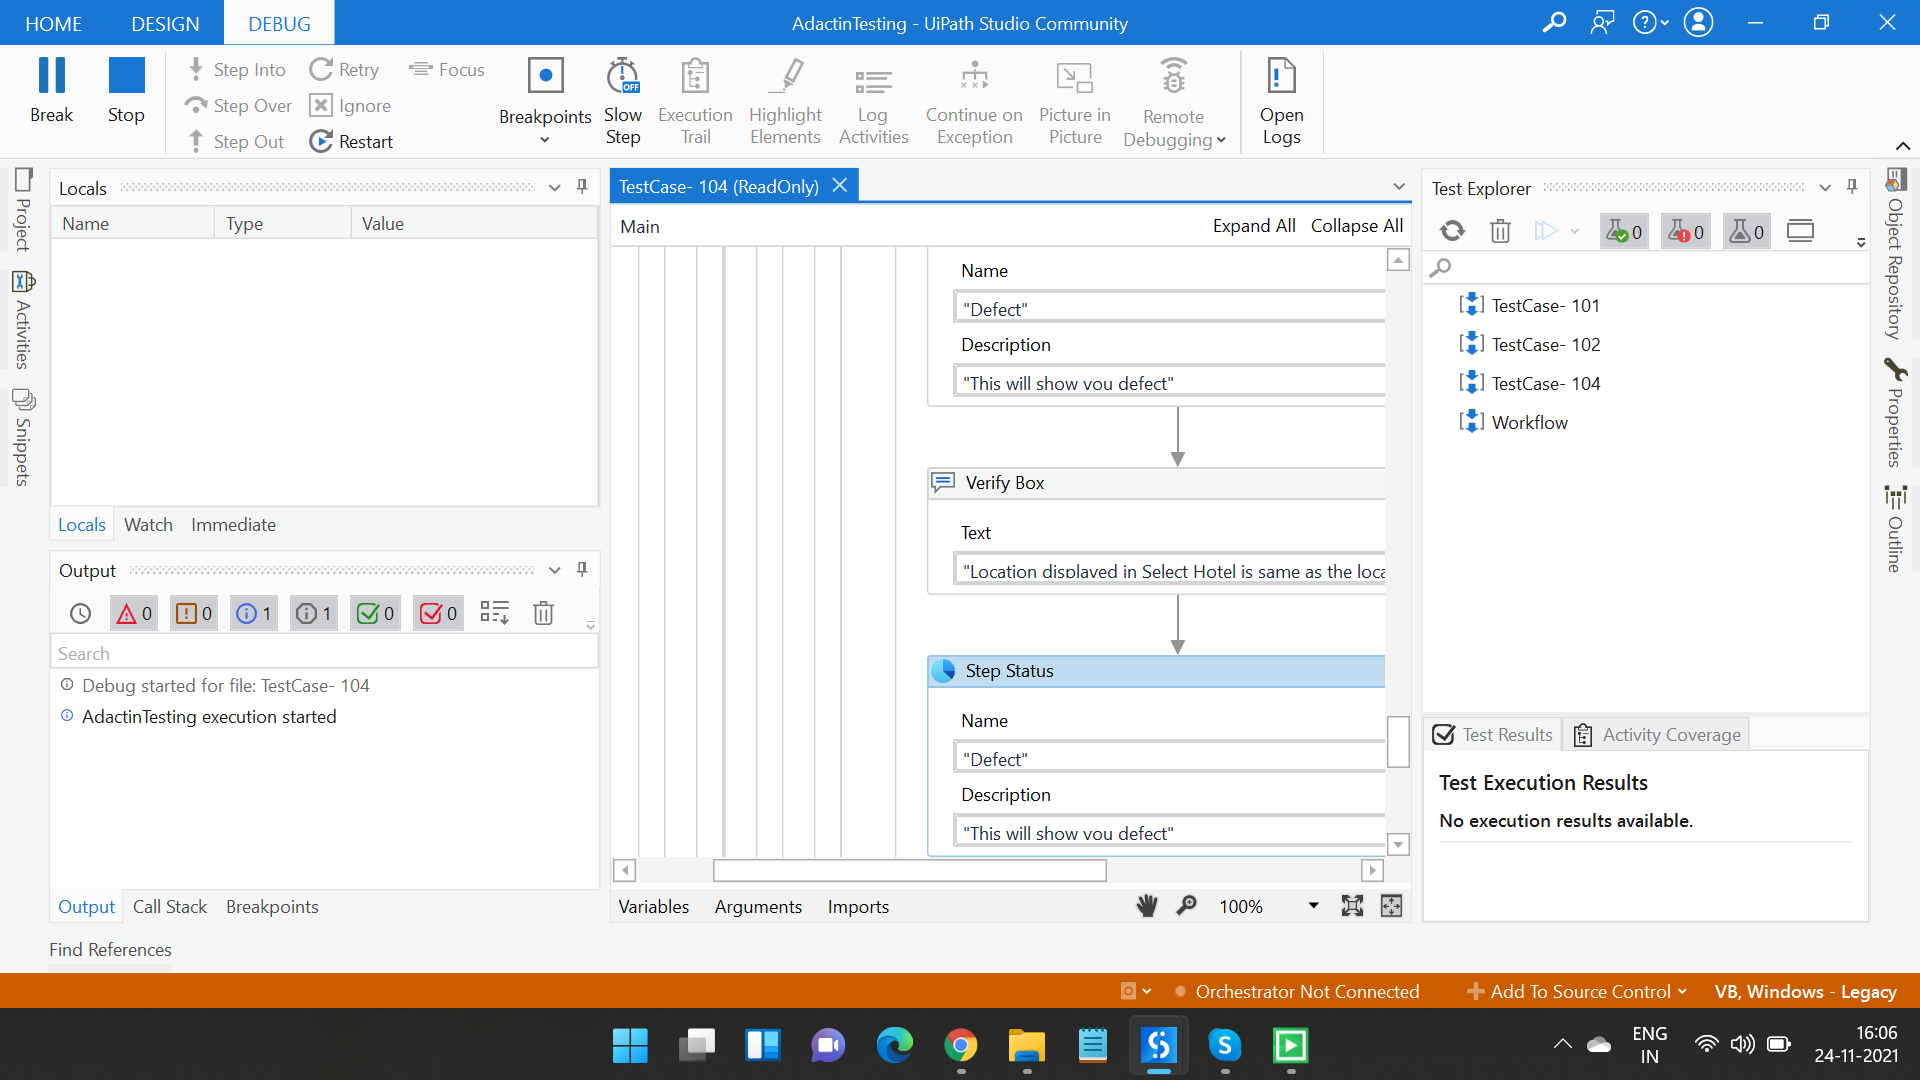 HOME DESIGN DEBUG
AdactinTesting - UiPath Studio Community
Break
Stop
Step Into
Step Over
Step Out
Retry
Ignore
Restart
Focus
Breakpoints
Slow
Step
OFF
Execution
Trail
Highlight
Elements
Log
Activities
Continue on
Exception
Picture in
Picture
Remote
Debugging
Open
Logs
Project
Activities
Snippets
Locals
Name Type Value
Locals Watch Immediate
Output
0 0 1 1 0 0
Search
Debug started for file: TestCase- 104
AdactinTesting execution started
Output Call Stack Breakpoints
Find References
TestCase- 104 (ReadOnly)
Main
Expand All Collapse All
Name
"Defect"
Description
"This will show you defect"
Verify Box
Text
"Location displayed in Select Hotel is same as the loca
Step Status
Name
"Defect"
Description
"This will show you defect"
Variables Arguments Imports
100%
Test Explorer
0 0 0
TestCase- 101
TestCase- 102
TestCase- 104
Workflow
Test Results Activity Coverage
Test Execution Results
No execution results available.
Object Repository
Properties
Outline
Orchestrator Not Connected
Add To Source Control
VB, Windows - Legacy
ENG
IN
16:06
24-11-2021